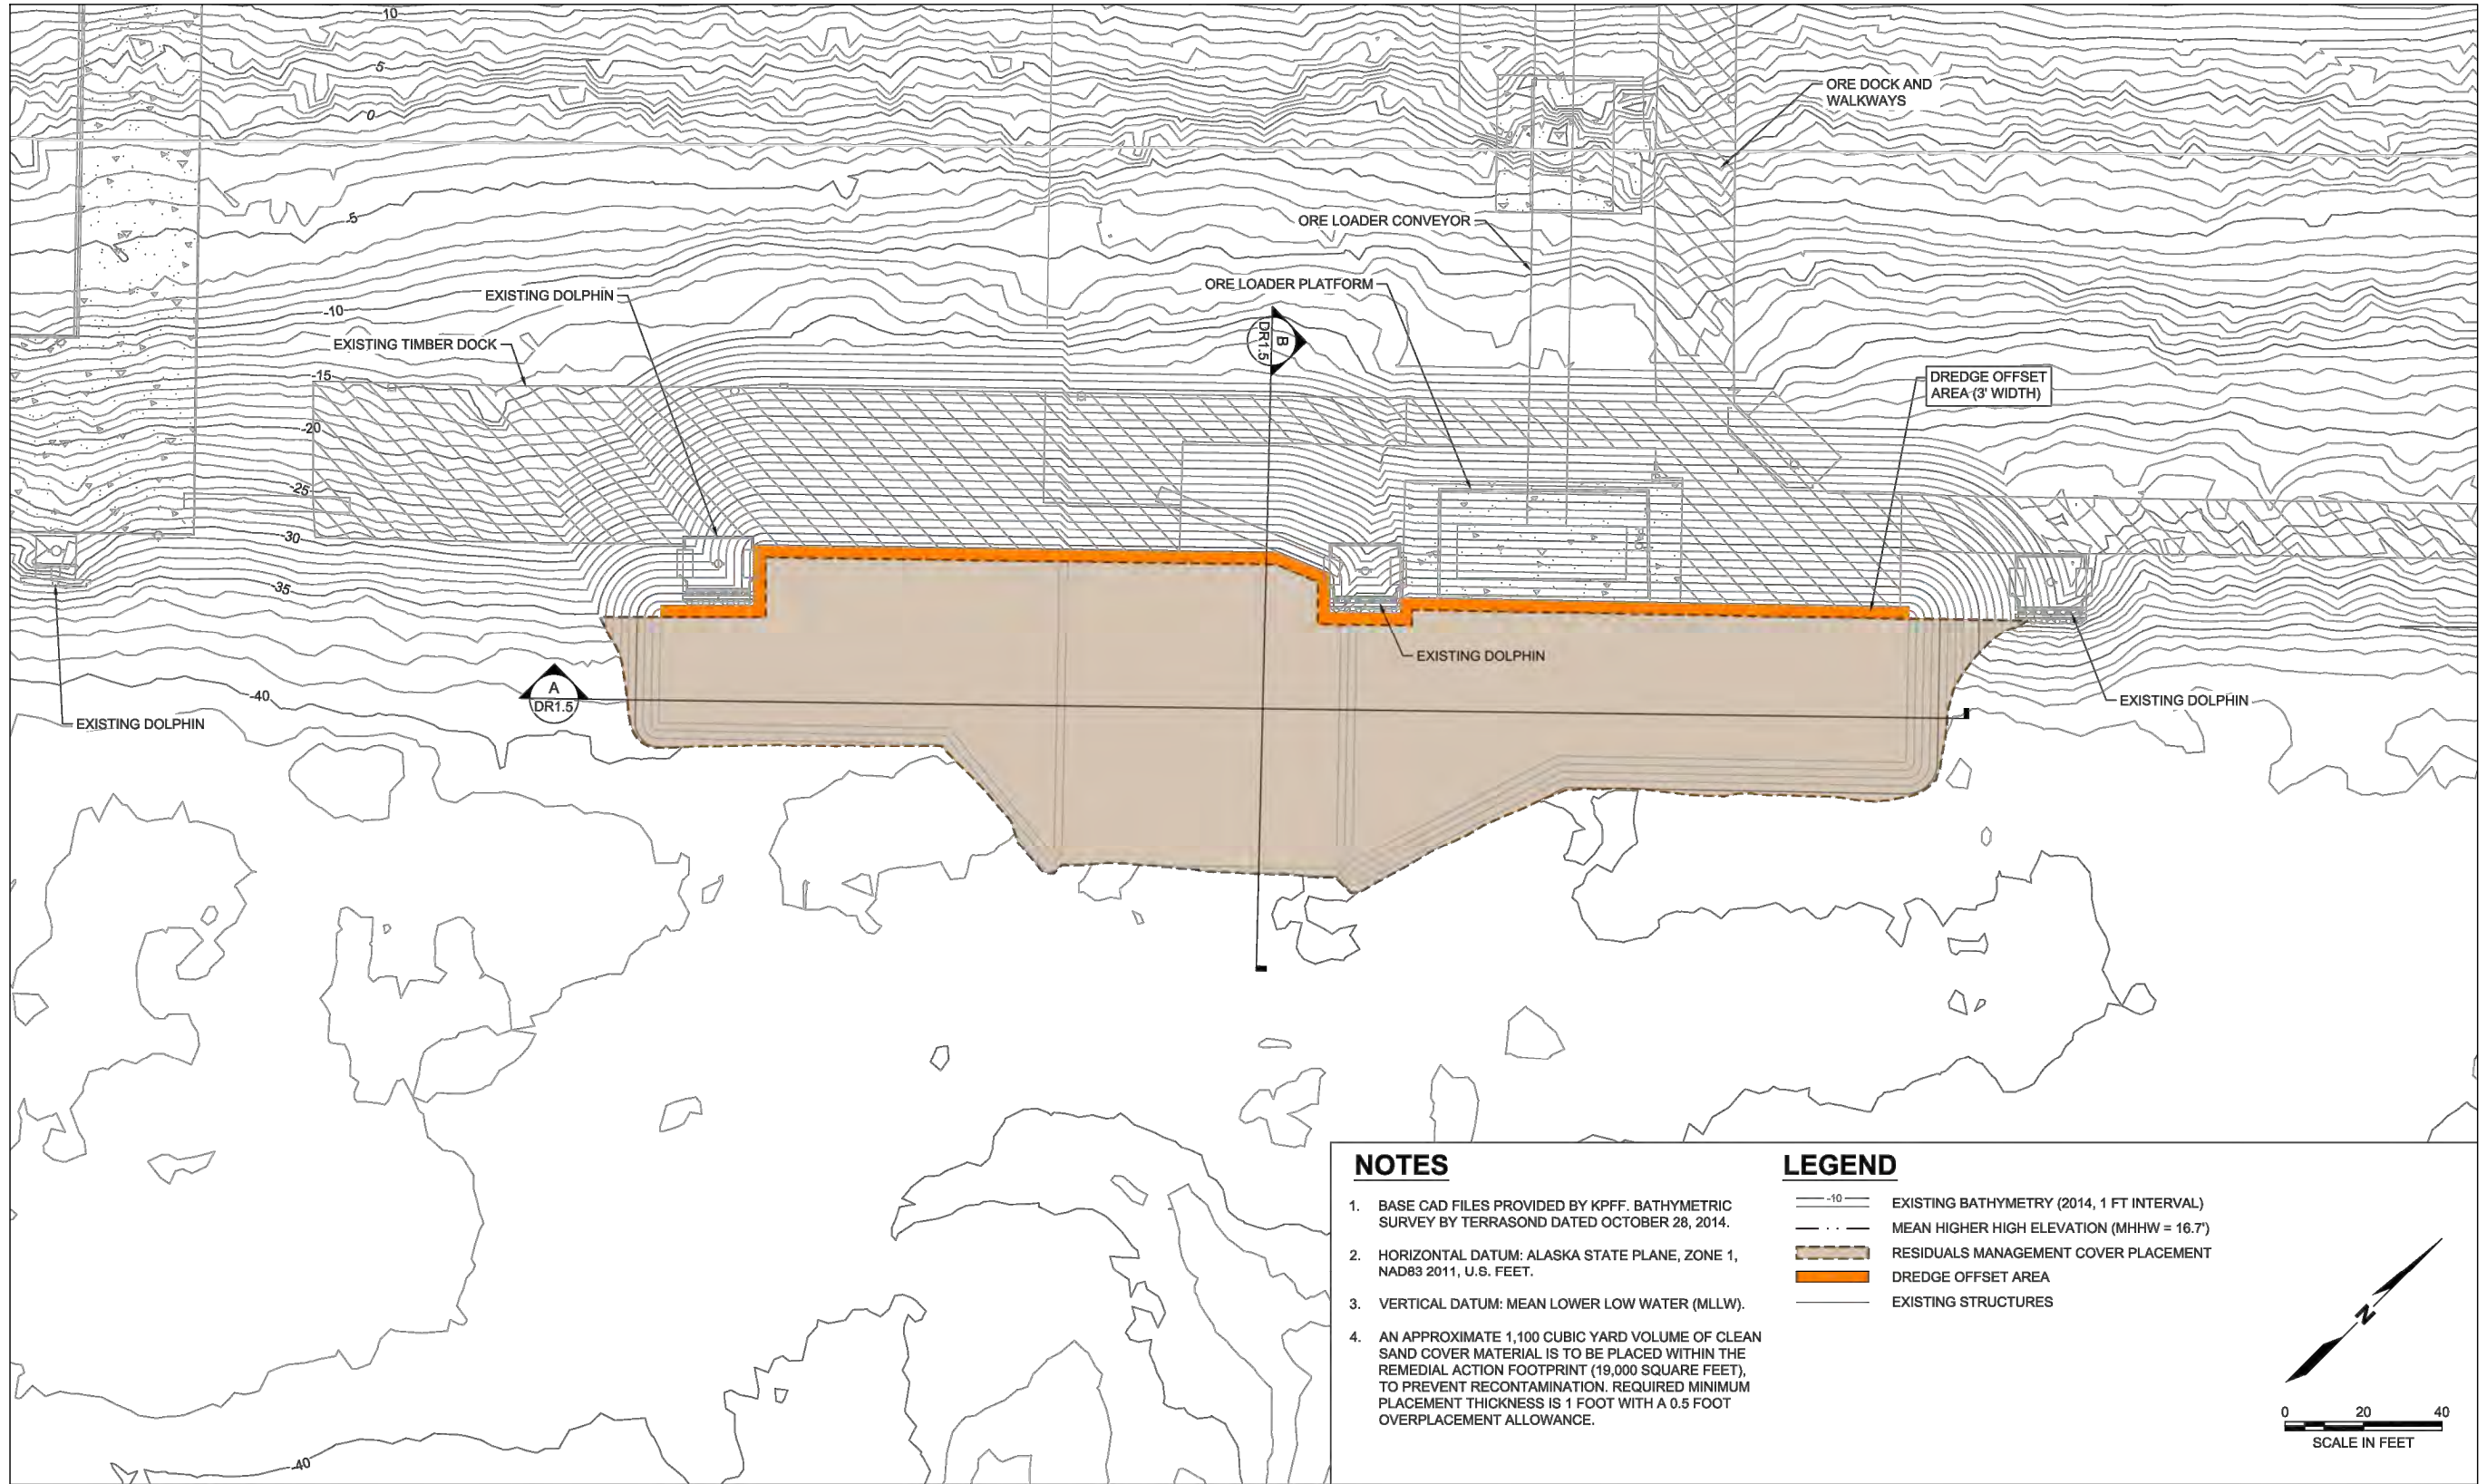 10
5
0
-5
-10
-15
-20
-25
-30
-35
-40
-40
ORE DOCK AND
WALKWAYS
ORE LOADER CONVEYOR
ORE LOADER PLATFORM
EXISTING DOLPHIN
EXISTING TIMBER DOCK
B
DR1.5
DREDGE OFFSET
AREA (3' WIDTH)
EXISTING DOLPHIN
A
DR1.5
EXISTING DOLPHIN
EXISTING DOLPHIN
NOTES
1. BASE CAD FILES PROVIDED BY KPFF. BATHYMETRIC
SURVEY BY TERRASOND DATED OCTOBER 28, 2014.
2. HORIZONTAL DATUM: ALASKA STATE PLANE, ZONE 1,
NAD83 2011, U.S. FEET.
3. VERTICAL DATUM: MEAN LOWER LOW WATER (MLLW).
4. AN APPROXIMATE 1,100 CUBIC YARD VOLUME OF CLEAN
SAND COVER MATERIAL IS TO BE PLACED WITHIN THE
REMEDIAL ACTION FOOTPRINT (19,000 SQUARE FEET),
TO PREVENT RECONTAMINATION. REQUIRED MINIMUM
PLACEMENT THICKNESS IS 1 FOOT WITH A 0.5 FOOT
OVERPLACEMENT ALLOWANCE.
LEGEND
-10 EXISTING BATHYMETRY (2014, 1 FT INTERVAL)
MEAN HIGHER HIGH ELEVATION (MHHW = 16.7')
RESIDUALS MANAGEMENT COVER PLACEMENT
DREDGE OFFSET AREA
EXISTING STRUCTURES
N
0 20 40
SCALE IN FEET